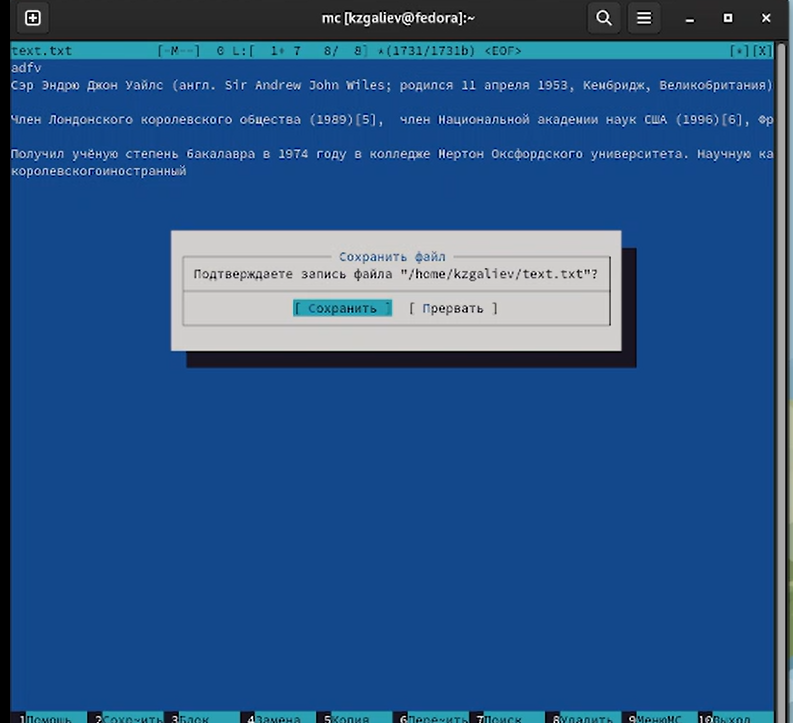 mc [kzgaliev@fedora]:~
text.txt [-M--] 0 L:[ 1+ 7 8/ 8] *(1731/1731b) <EOF> [*][X]
adfv
Сэр Эндрю Джон Уайлс (англ. Sir Andrew John Wiles; родился 11 апреля 1953, Кембридж, Великобритания)
Член Лондонского королевского общества (1989)[5], член Национальной академии наук США (1996)[6], Фр
Получил учёную степень бакалавра в 1974 году в колледже Мертон Оксфордского университета. Научную ка
королевскогоиностранный
Сохранить файл
Подтверждаете запись файла "/home/kzgaliev/text.txt"?
[ Сохранить ] [ Прервать ]
1Помощь 2Сохр~ить 3Блок 4Замена 5Копия 6Пере~ить 7Поиск 8Удалить 9МенюMC 10Выход